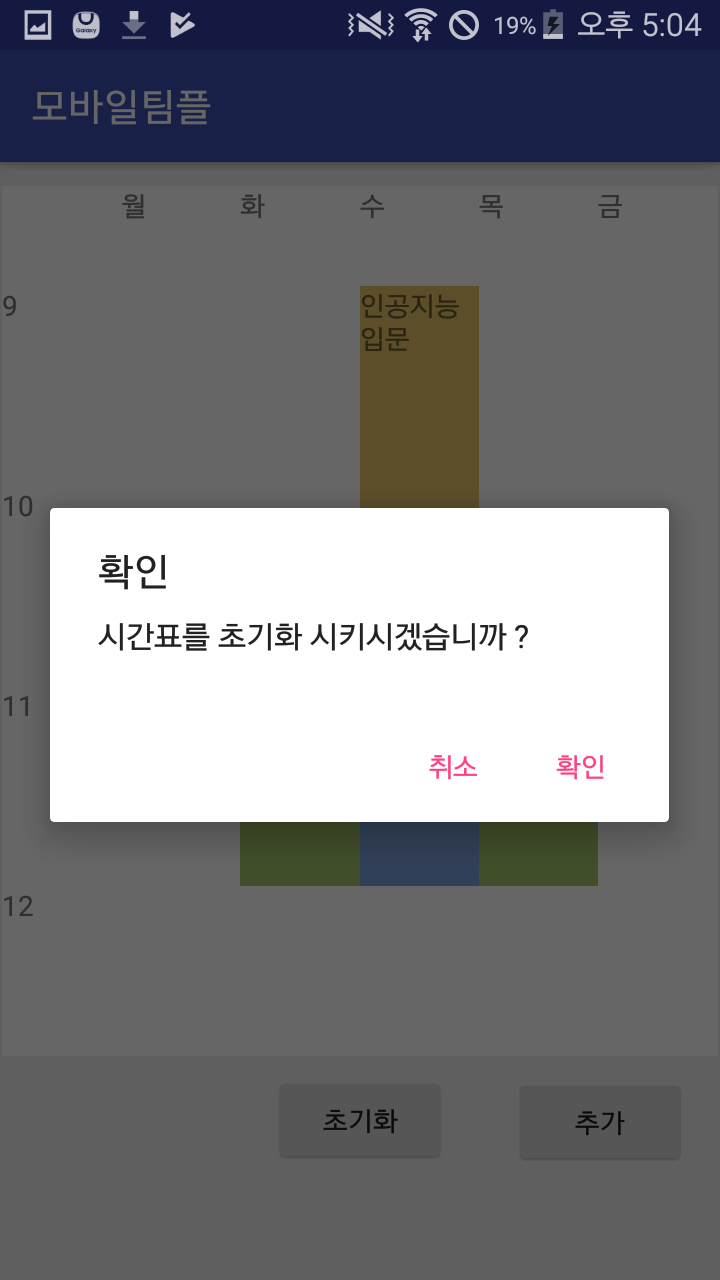 19% 오후 5:04
모바일팀플
월 화 수 목 금
9
인공지능
입문
10
확인
시간표를 초기화 시키시겠습니까 ?
11
취소 확인
12
초기화 추가